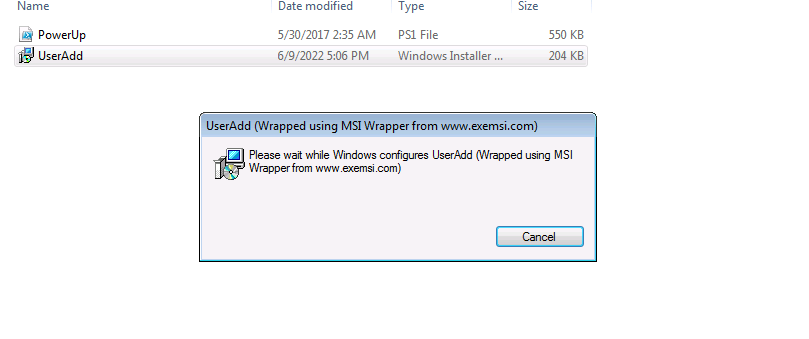 Name Date modified Type Size
PowerUp 5/30/2017 2:35 AM PS1 File 550 KB
UserAdd 6/9/2022 5:06 PM Windows Installer ... 204 KB
UserAdd (Wrapped using MSI Wrapper from www.exemsi.com)
Please wait while Windows configures UserAdd (Wrapped using MSI
Wrapper from www.exemsi.com)
Cancel